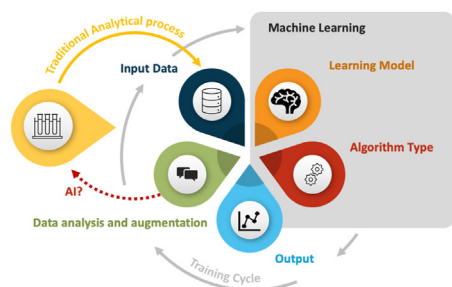 Traditional Analytical process
Machine Learning
Input Data
Learning Model
Algorithm Type
AI?
Data analysis and augmentation
Output
Training Cycle